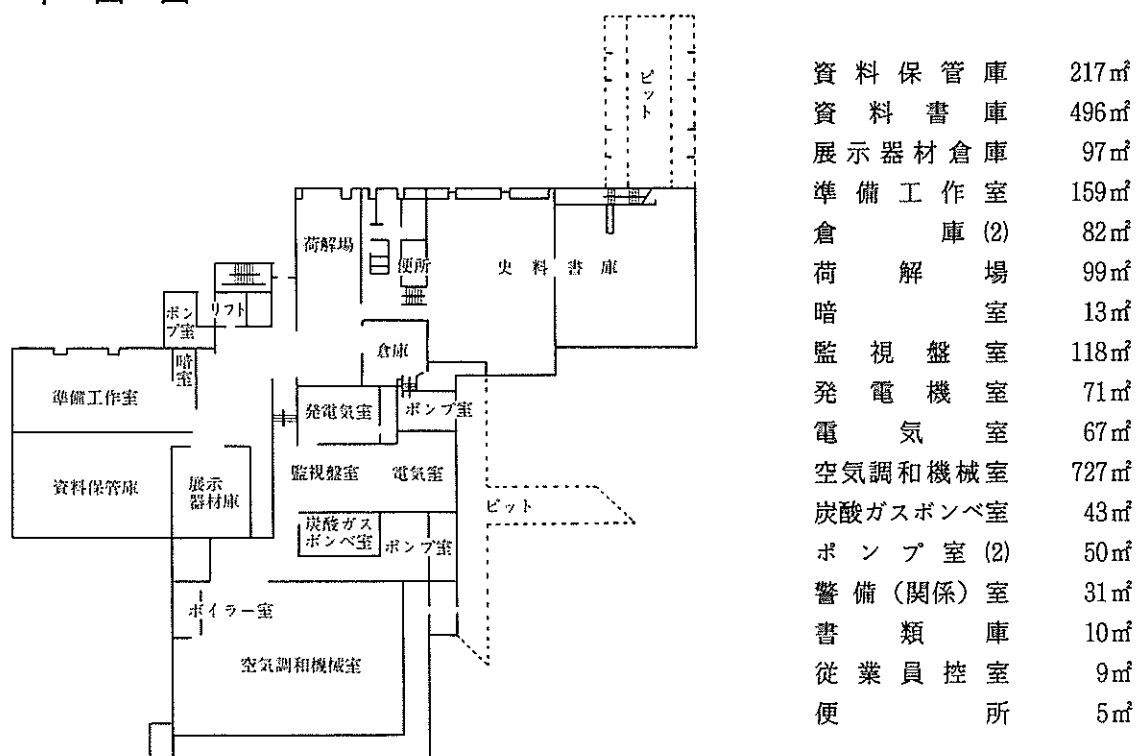 ピット
荷解場
便所
史料書庫
ポンプ室
リフト
暗室
倉庫
準備工作室
発電気室
ポンプ室
資料保管庫
展示器材庫
監視盤室
電気室
ピット
炭酸ガスボンベ室
ポンプ室
ボイラー室
空気調和機械室
資料保管庫 217㎡
資料書庫 496㎡
展示器材倉庫 97㎡
準備工作室 159㎡
倉庫(2) 82㎡
荷解場 99㎡
暗室 13㎡
監視盤室 118㎡
発電機室 71㎡
電気室 67㎡
空気調和機械室 727㎡
炭酸ガスボンベ室 43㎡
ポンプ室(2) 50㎡
警備(関係)室 31㎡
書類庫 10㎡
従業員控室 9㎡
便所 5㎡